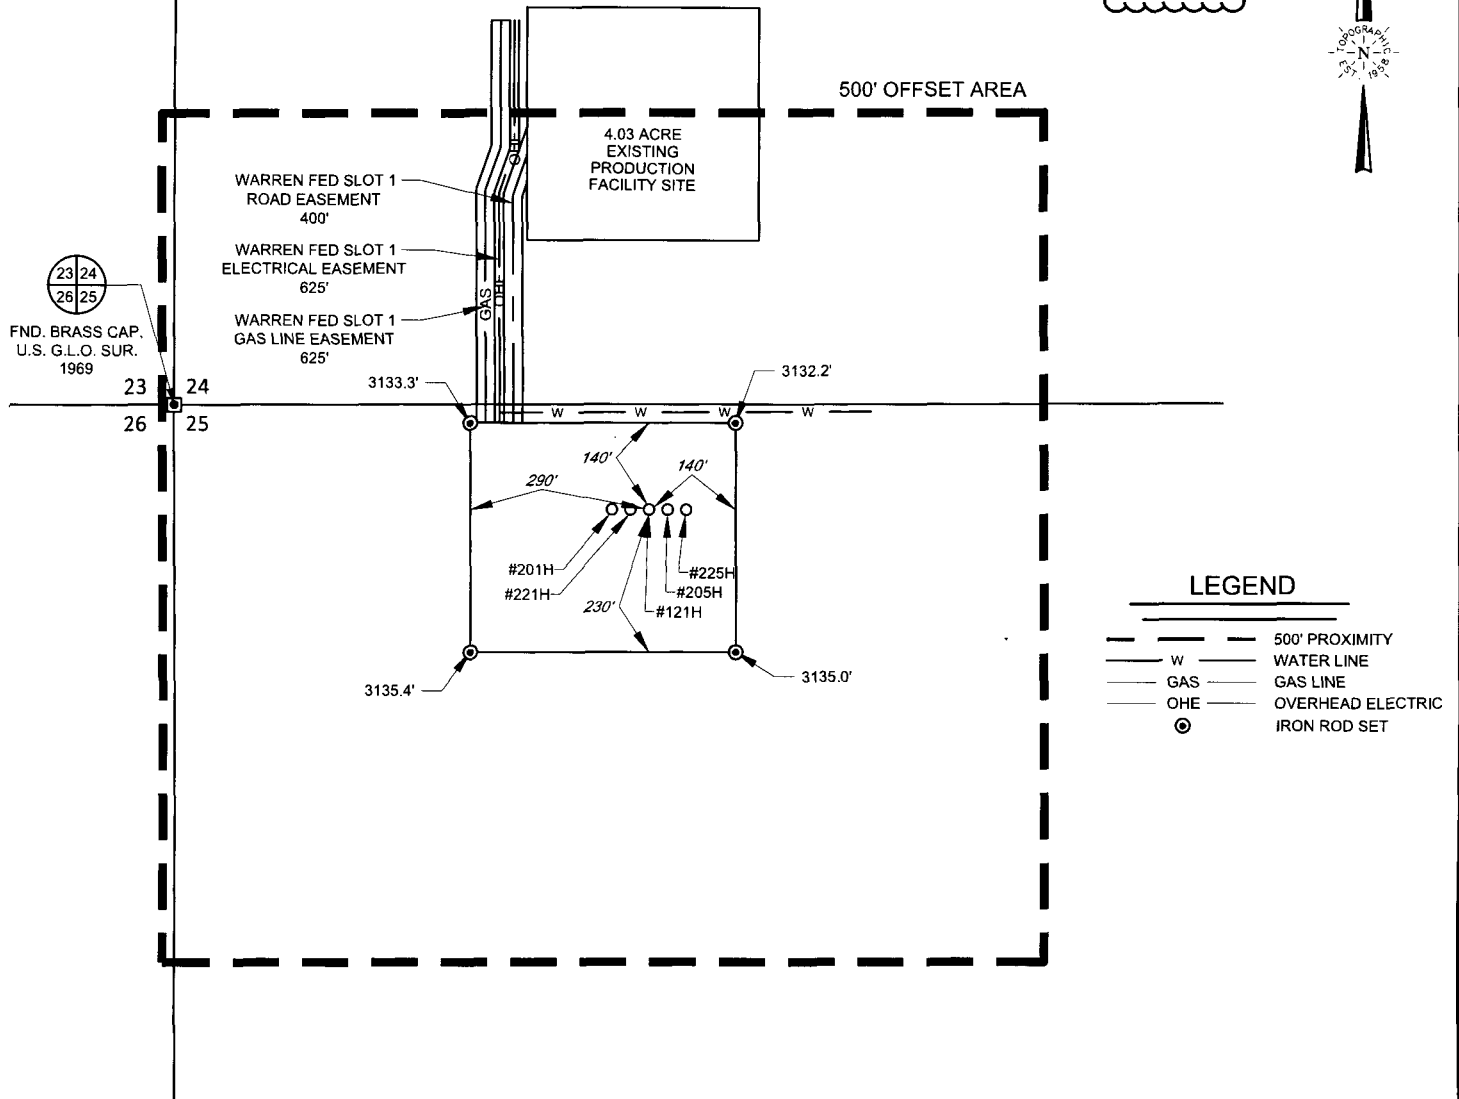 TOPOGRAPHIC
N
EST. 1958
500' OFFSET AREA
4.03 ACRE
EXISTING
PRODUCTION
FACILITY SITE
OHE
WARREN FED SLOT 1
ROAD EASEMENT
400'
WARREN FED SLOT 1
ELECTRICAL EASEMENT
625'
WARREN FED SLOT 1
GAS LINE EASEMENT
625'
GAS
OHE
23 24
26 25
FND. BRASS CAP.
U.S. G.L.O. SUR.
1969
23 24
26 25
3133.3'
3132.2'
W W W W
140'
290'
140'
#201H
#221H
230'
#225H
#205H
#121H
3135.4'
3135.0'
LEGEND
500' PROXIMITY
W WATER LINE
GAS GAS LINE
OHE OVERHEAD ELECTRIC
IRON ROD SET